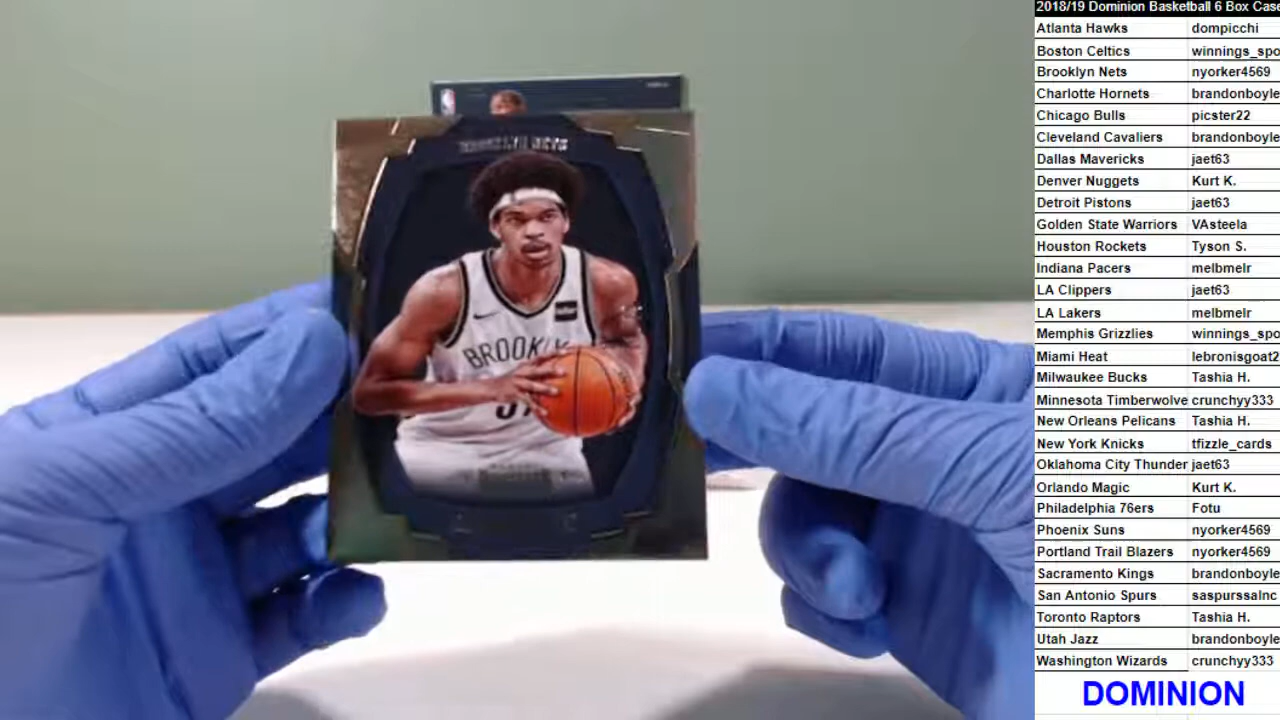 2018/19 Dominion Basketball 6 Box Case
Atlanta Hawks dompicchi
Boston Celtics winnings_spo
Brooklyn Nets nyorker4569
Charlotte Hornets brandonboyle
Chicago Bulls picster22
Cleveland Cavaliers brandonboyle
Dallas Mavericks jaet63
Denver Nuggets Kurt K.
Detroit Pistons jaet63
Golden State Warriors VAsteela
Houston Rockets Tyson S.
Indiana Pacers melbmelr
LA Clippers jaet63
LA Lakers melbmelr
Memphis Grizzlies winnings_spo
Miami Heat lebronisgoat2
Milwaukee Bucks Tashia H.
Minnesota Timberwolve crunchyy333
New Orleans Pelicans Tashia H.
New York Knicks tfizzle_cards
Oklahoma City Thunder jaet63
Orlando Magic Kurt K.
Philadelphia 76ers Fotu
Phoenix Suns nyorker4569
Portland Trail Blazers nyorker4569
Sacramento Kings brandonboyle
San Antonio Spurs saspurssalnc
Toronto Raptors Tashia H.
Utah Jazz brandonboyle
Washington Wizards crunchyy333
DOMINION
BROOKLYN NETS
BROOKLY